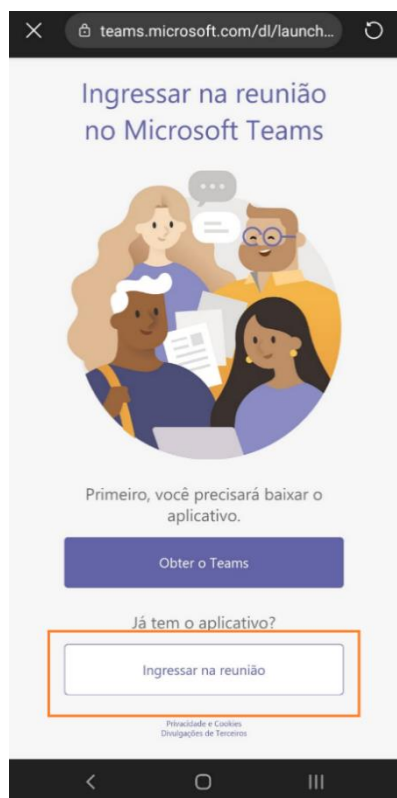 teams.microsoft.com/dl/launch...
Ingressar na reunião
no Microsoft Teams
Primeiro, você precisará baixar o
aplicativo.
Obter o Teams
Já tem o aplicativo?
Ingressar na reunião
Privacidade e Cookies
Divulgações de Terceiros